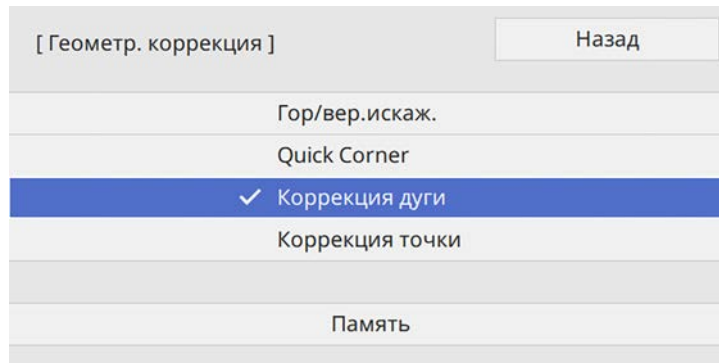 [ Геометр. коррекция ]
Назад
Гор/вер.искаж.
Quick Corner
Коррекция дуги
Коррекция точки
Память